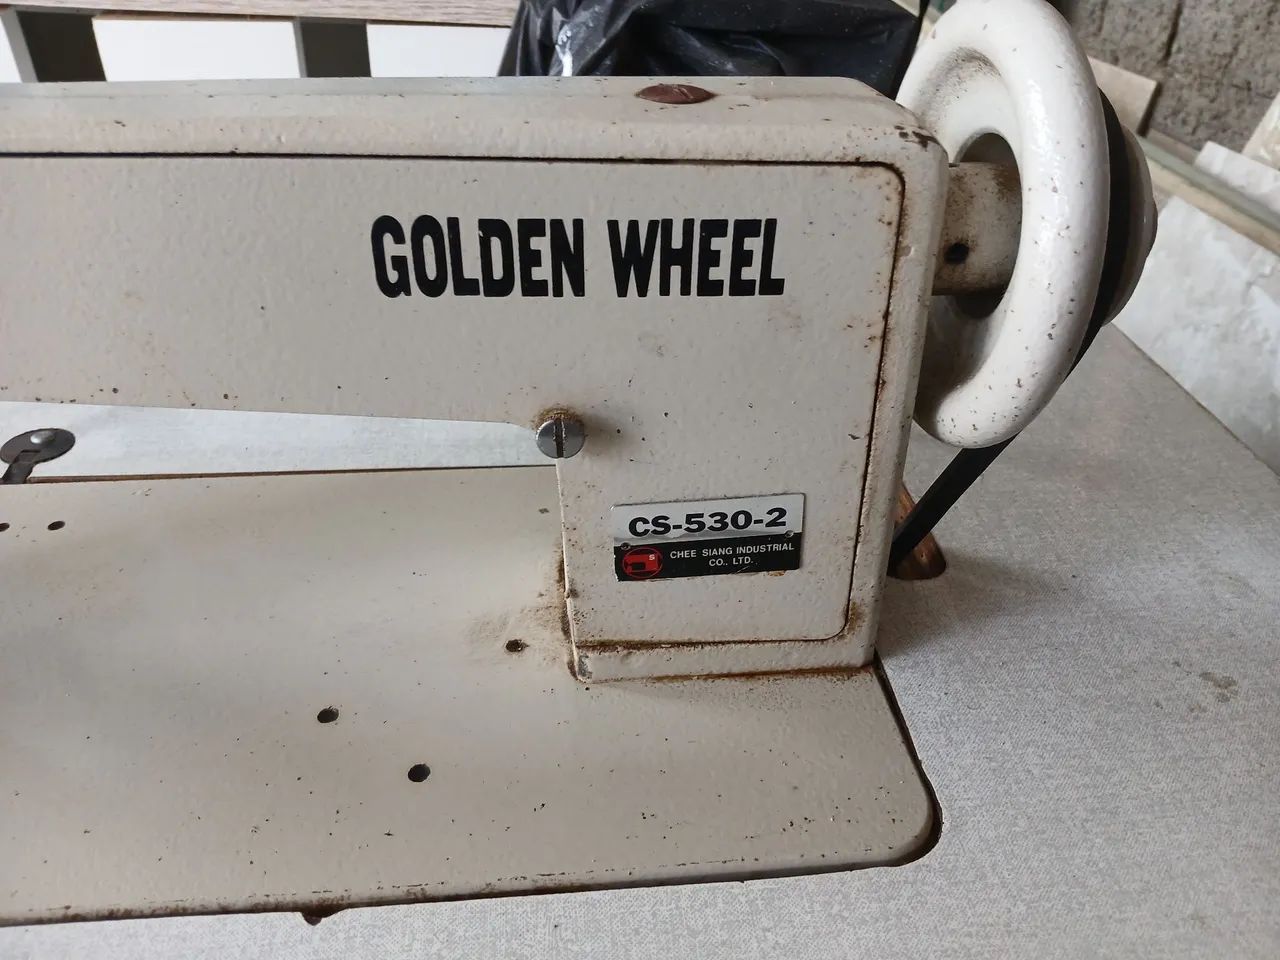 GOLDEN WHEEL
CS-530-2
S
CHEE SIANG INDUSTRIAL
CO., LTD.